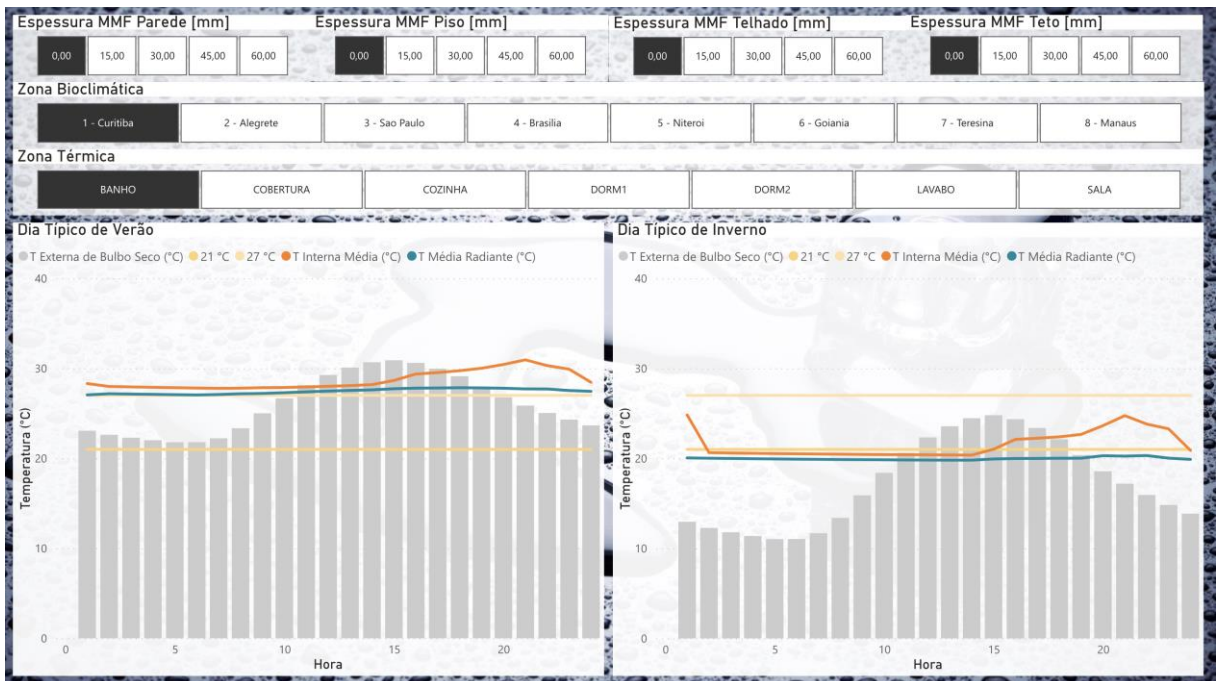 Espessura MMF Parede [mm] Espessura MMF Piso [mm] Espessura MMF Telhado [mm] Espessura MMF Teto [mm]
0,00 15,00 30,00 45,00 60,00 0,00 15,00 30,00 45,00 60,00 0,00 15,00 30,00 45,00 60,00 0,00 15,00 30,00 45,00 60,00
Zona Bioclimática
1 - Curitiba 2 - Alegrete 3 - Sao Paulo 4 - Brasilia 5 - Niteroi 6 - Goiania 7 - Teresina 8 - Manaus
Zona Térmica
BANHO COBERTURA COZINHA DORM1 DORM2 LAVABO SALA
Dia Típico de Verão
T Externa de Bulbo Seco (°C) 21 °C 27 °C T Interna Média (°C) T Média Radiante (°C)
40
30
20
10
0
Temperatura (°C)
0 5 10 15 20
Hora
Dia Típico de Inverno
T Externa de Bulbo Seco (°C) 21 °C 27 °C T Interna Média (°C) T Média Radiante (°C)
40
30
20
10
0
Temperatura (°C)
0 5 10 15 20
Hora